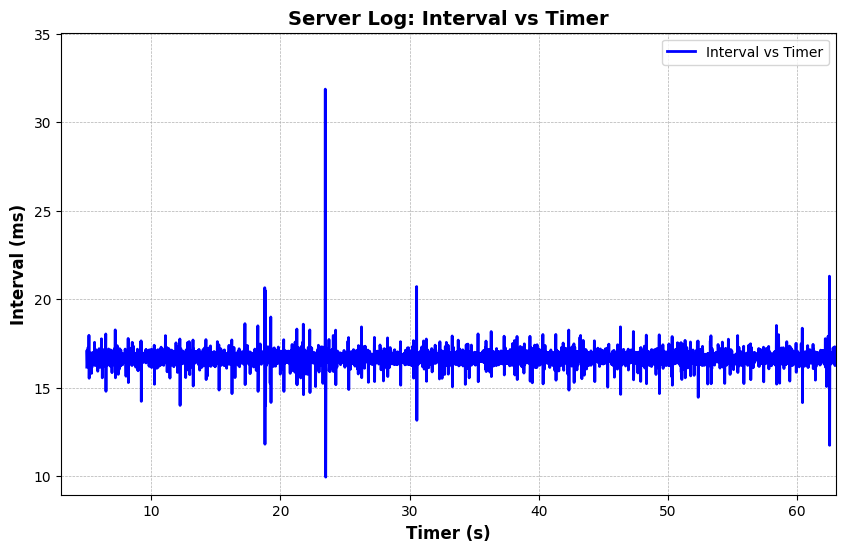 Server Log: Interval vs Timer
Interval vs Timer
35
30
25
20
15
10
Interval (ms)
10 20 30 40 50 60
Timer (s)